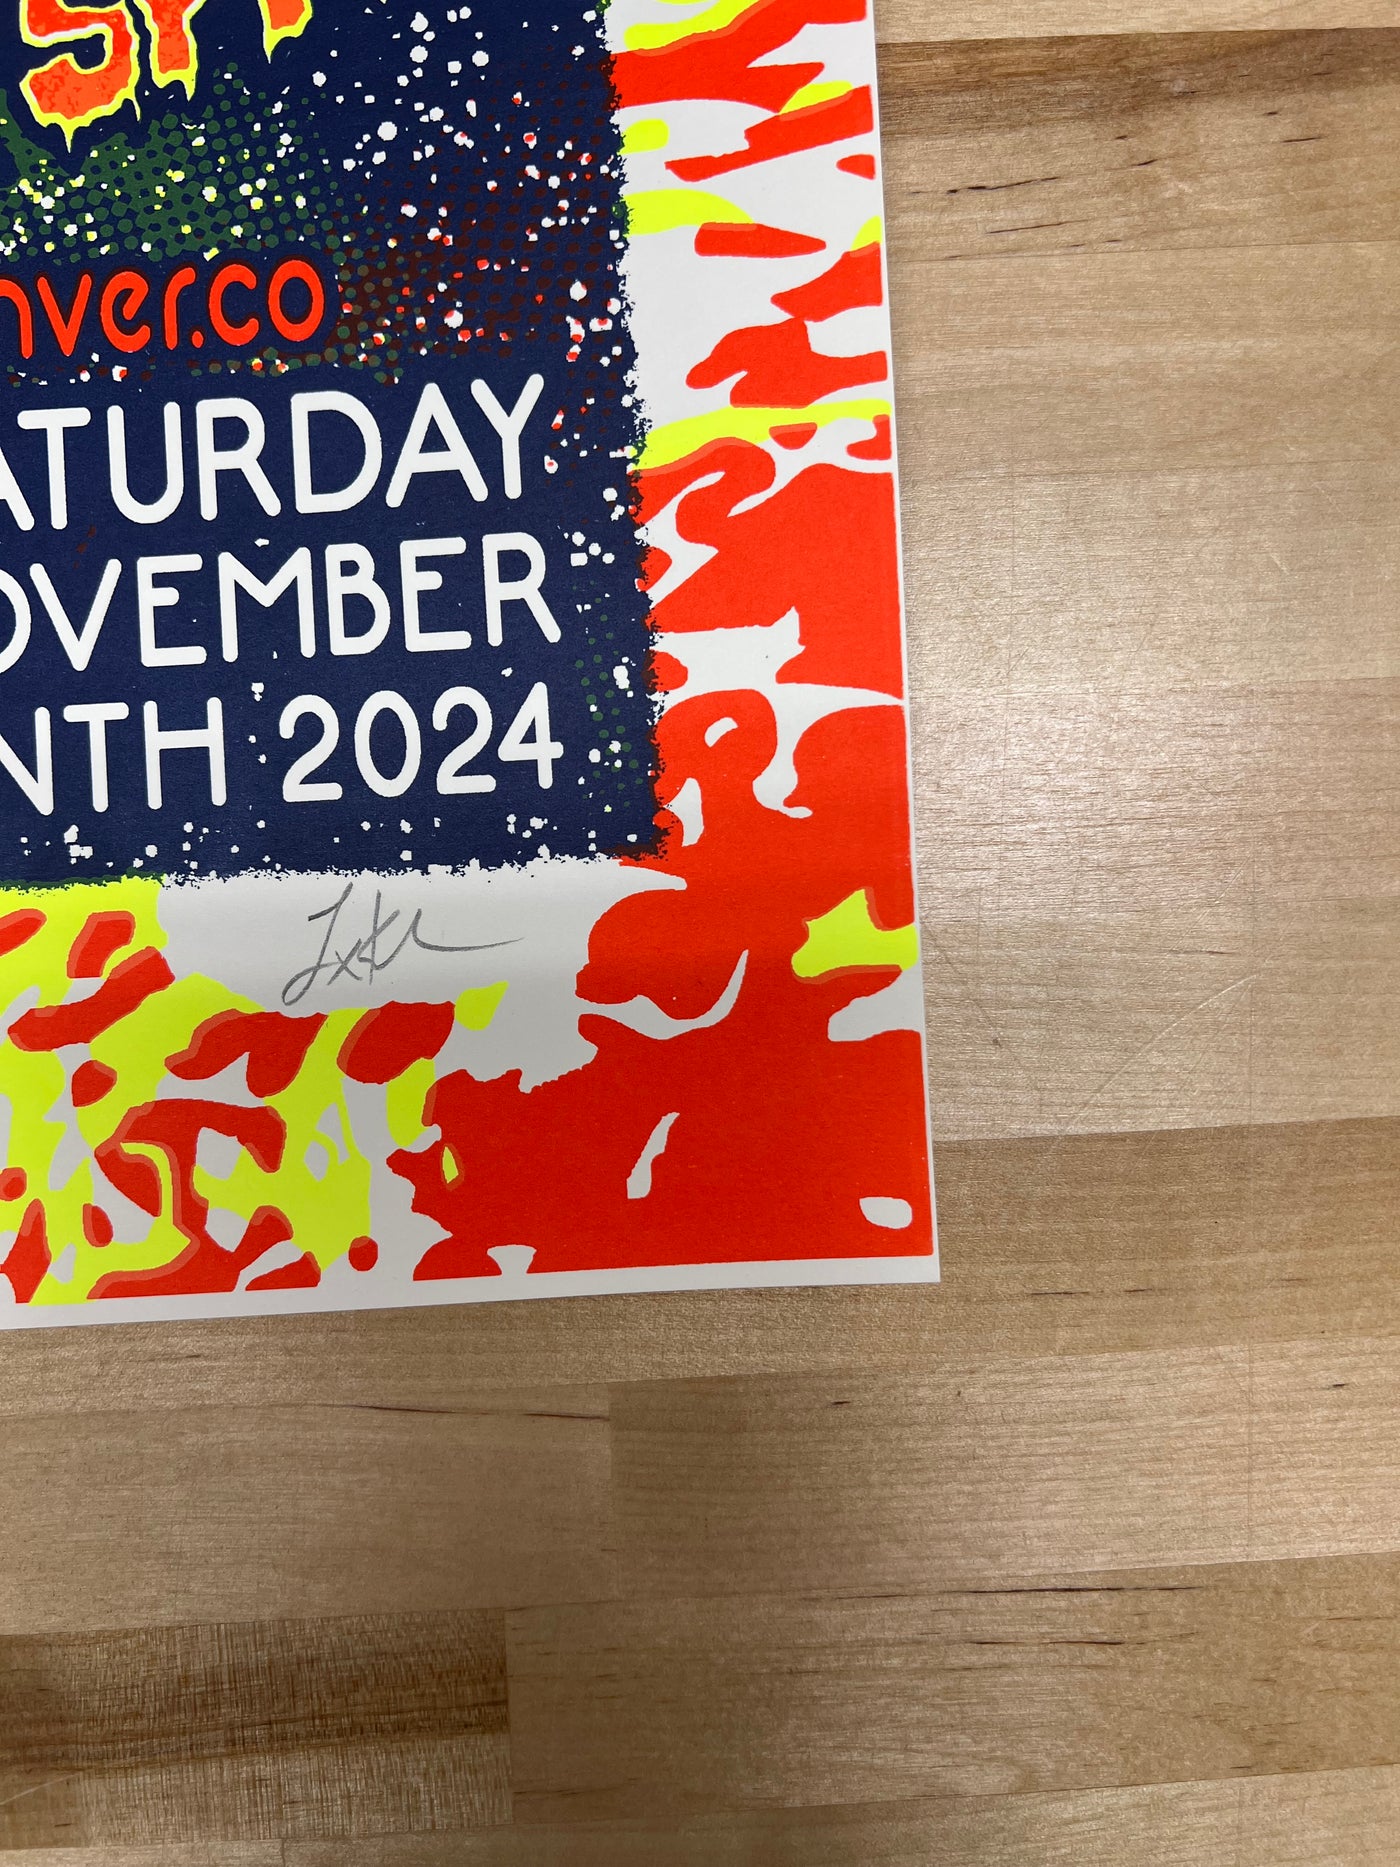 nver.co
ATURDAY
OVEMBER
NTH 2024